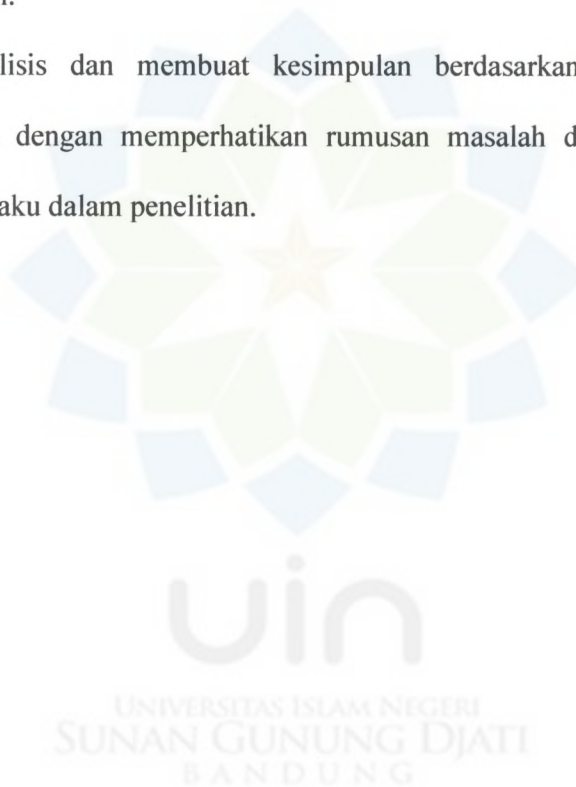 lisis dan membuat kesimpulan berdasarkan
dengan memperhatikan rumusan masalah d
aku dalam penelitian.
uin
UNIVERSITAS ISLAM NEGERI
SUNAN GUNUNG DJATI
BANDUNG